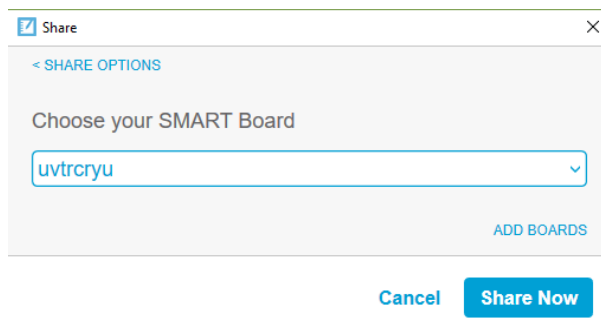 Share
< SHARE OPTIONS
Choose your SMART Board
uvtrcryu
ADD BOARDS
Cancel Share Now